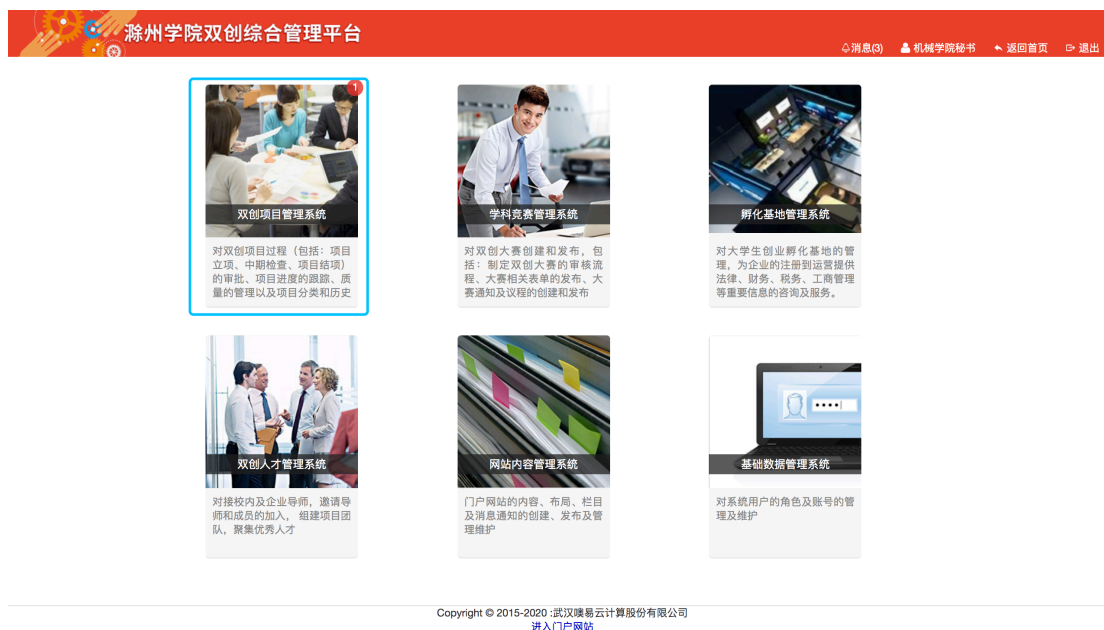 滁州学院双创综合管理平台
消息(3) 机械学院秘书 返回首页 退出
1
双创项目管理系统
对双创项目过程（包括：项目
立项、中期检查、项目结项）
的审批、项目进度的跟踪、质
量的管理以及项目分类和历史
学科竞赛管理系统
对双创大赛创建和发布，包
括：制定双创大赛的审核流
程、大赛相关表单的发布、大
赛通知及议程的创建和发布
孵化基地管理系统
对大学生创业孵化基地的管
理，为企业的注册到运营提供
法律、财务、税务、工商管理
等重要信息的咨询及服务。
双创人才管理系统
对接校内及企业导师，邀请导
师和成员的加入， 组建项目团
队，聚集优秀人才
网站内容管理系统
门户网站的内容、布局、栏目
及消息通知的创建、发布及管
理维护
基础数据管理系统
对系统用户的角色及账号的管
理及维护
Copyright © 2015-2020 :武汉噢易云计算股份有限公司
进入门户网站